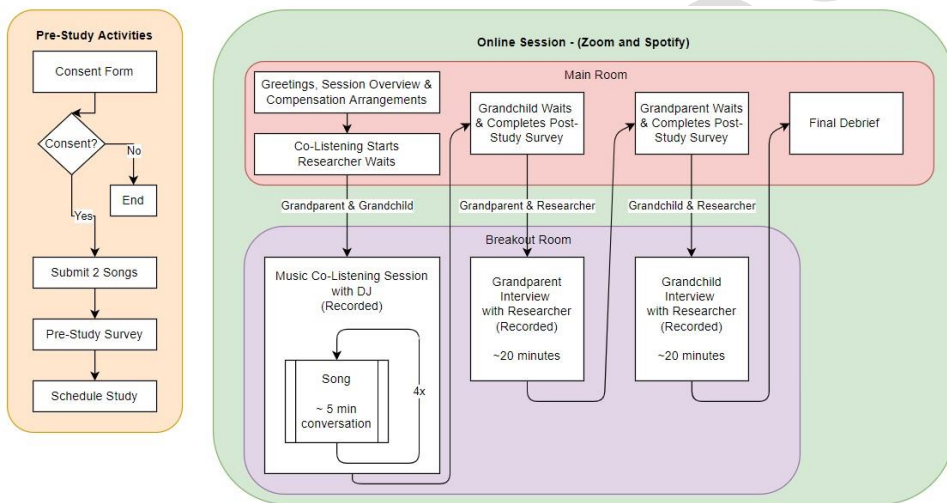 Pre-Study Activities
Consent Form
Consent?
No
End
Yes
Submit 2 Songs
Pre-Study Survey
Schedule Study
Online Session - (Zoom and Spotify)
Main Room
Greetings, Session Overview &
Compensation Arrangements
Co-Listening Starts
Researcher Waits
Grandchild Waits
& Completes Post-
Study Survey
Grandparent Waits
& Completes Post-
Study Survey
Final Debrief
Grandparent & Grandchild
Grandparent & Researcher
Grandchild & Researcher
Breakout Room
Music Co-Listening Session
with DJ
(Recorded)
Song
~ 5 min
conversation
4x
Grandparent
Interview
with Researcher
(Recorded)
~20 minutes
Grandchild
Interview
with Researcher
(Recorded)
~20 minutes